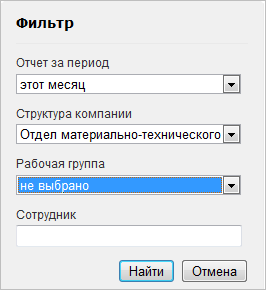 Фильтр
Отчет за период
этот месяц
Структура компании
Отдел материально-технического
Рабочая группа
не выбрано
Сотрудник
Найти Отмена